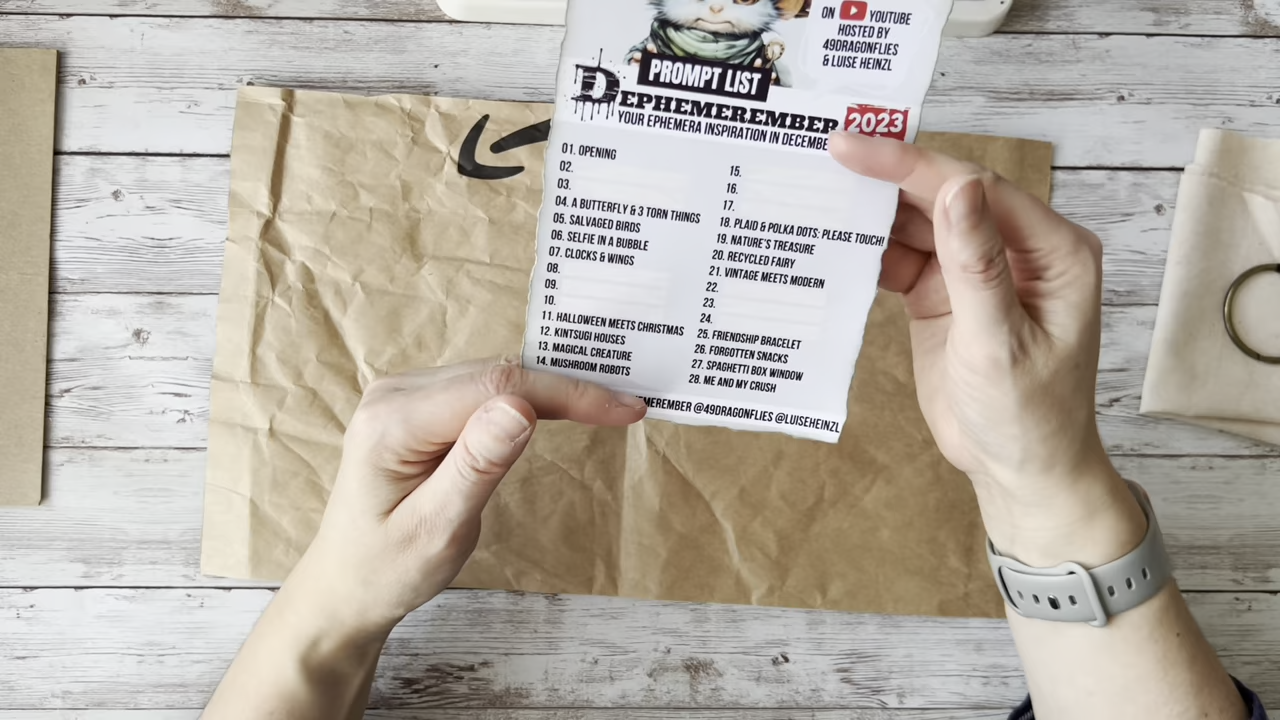 ON YOUTUBE
HOSTED BY
49DRAGONFLIES
& LUISE HEINZL
PROMPT LIST
DEPHEMEREMBER 2023
YOUR EPHEMERA INSPIRATION IN DECEMBE
01. OPENING
02.
03.
04. A BUTTERFLY & 3 TORN THINGS
05. SALVAGED BIRDS
06. SELFIE IN A BUBBLE
07. CLOCKS & WINGS
08.
09.
10.
11. HALLOWEEN MEETS CHRISTMAS
12. KINTSUGI HOUSES
13. MAGICAL CREATURE
14. MUSHROOM ROBOTS
15.
16.
17.
18. PLAID & POLKA DOTS: PLEASE TOUCH!
19. NATURE'S TREASURE
20. RECYCLED FAIRY
21. VINTAGE MEETS MODERN
22.
23.
24.
25. FRIENDSHIP BRACELET
26. FORGOTTEN SNACKS
27. SPAGHETTI BOX WINDOW
28. ME AND MY CRUSH
EMEREMBER @49DRAGONFLIES @LUISEHEINZL